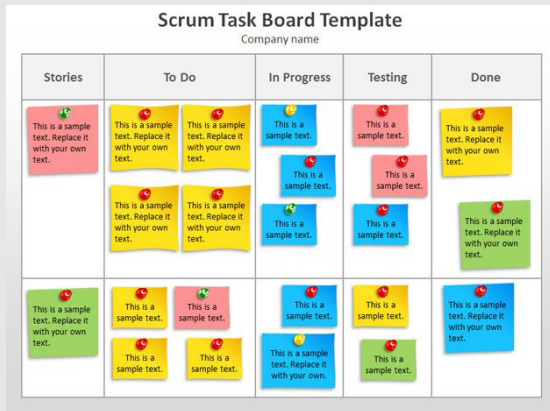 Scrum Task Board Template
Company name
Stories
To Do
In Progress
Testing
Done
This is a sample
text. Replace it
with your own
text.
This is a sample
text. Replace it
with your own
text.
This is a sample
text. Replace it
with your own
text.
This is a sample
text. Replace it
with your own
text.
This is a sample
text. Replace it
with your own
text.
This is a
sample text.
This is a
sample text.
This is a
sample text.
This is a
sample text.
This is a
sample text.
This is a
sample text.
This is a sample
text. Replace it
with your own
text.
This is a sample
text. Replace it
with your own
text.
This is a sample
text. Replace it
with your own
text.
This is a
sample text.
This is a
sample text.
This is a
sample text.
This is a
sample text.
This is a
sample text.
This is a sample
text. Replace it
with your own.
This is a
sample text.
This is a
sample text.
This is a sample
text. Replace it
with your own
text.